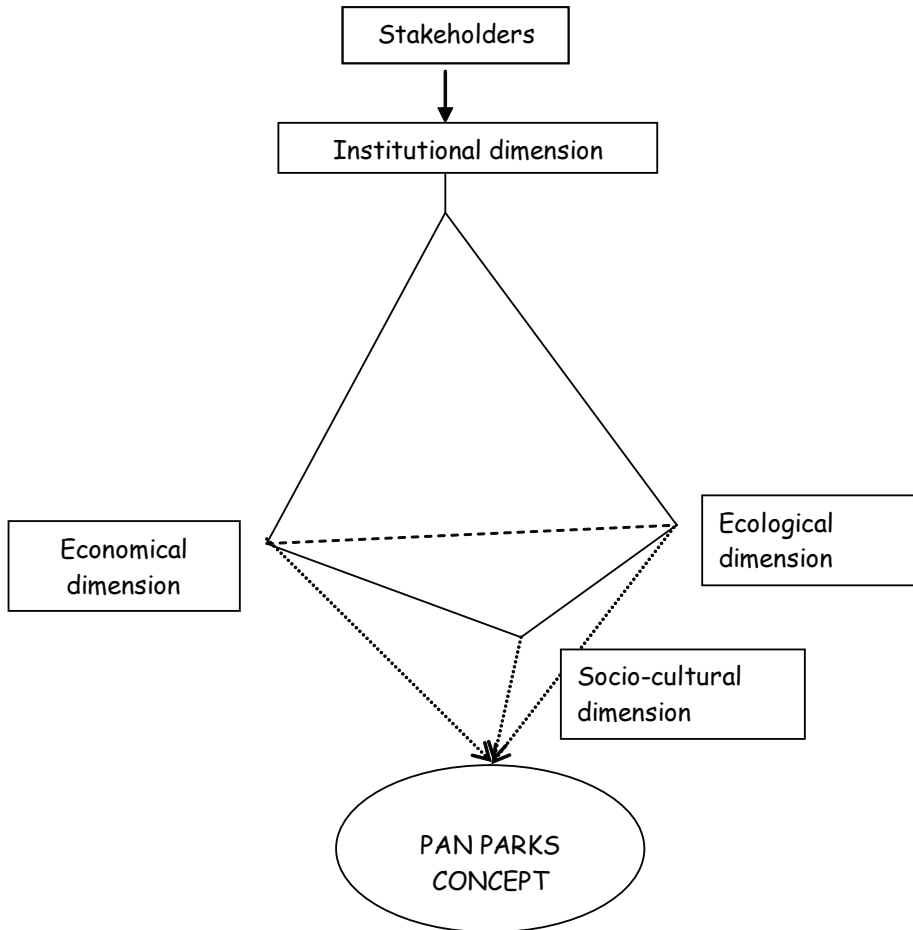 Stakeholders
Institutional dimension
Economical
dimension
Ecological
dimension
Socio-cultural
dimension
PAN PARKS
CONCEPT